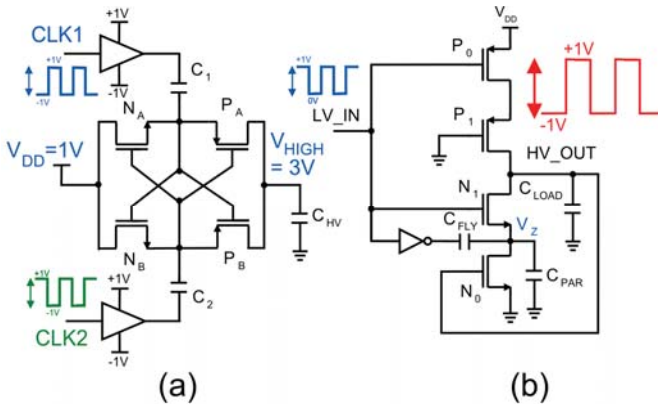 CLK1
+1V
-1V
C1
+1V
-1V
NA
PA
VDD=1V
VHIGH
= 3V
CHV
NB
PB
C2
+1V
-1V
+1V
-1V
CLK2
(a)
VDD
P0
+1V
0V
LV_IN
P1
+1V
-1V
HV_OUT
N1
CLOAD
CFLY
VZ
N0
CPAR
(b)